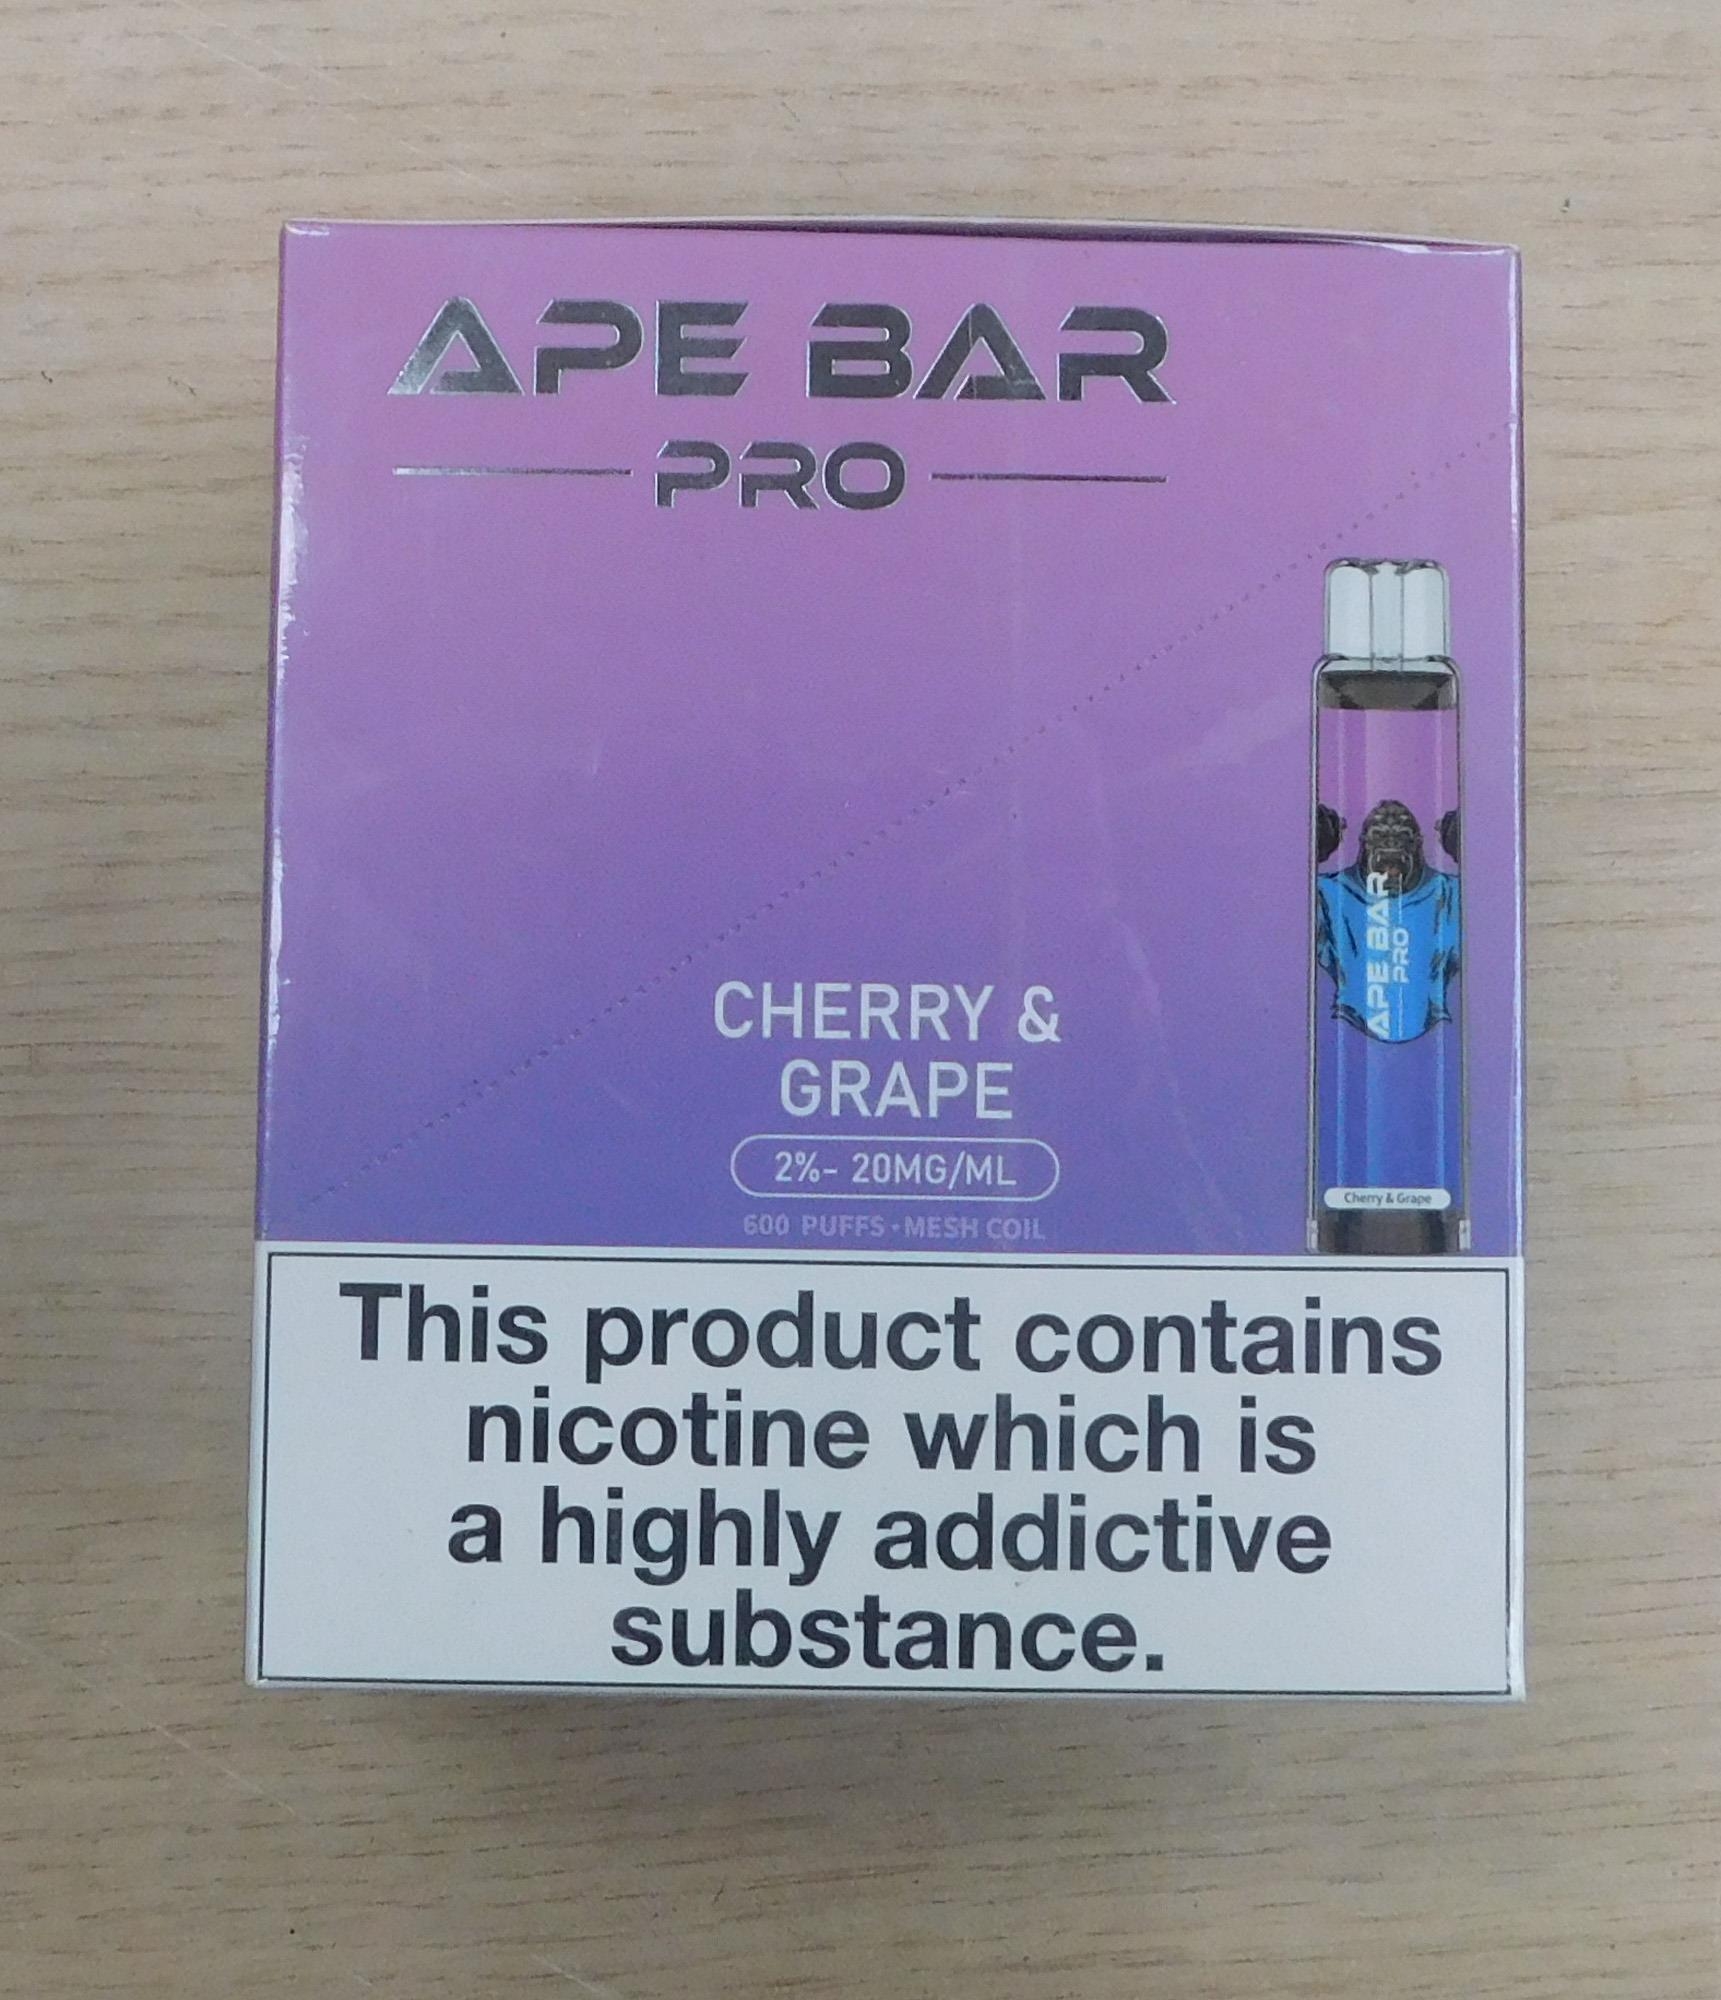 APE BAR
PRO
CHERRY &
GRAPE
2%- 20MG/ML
600 PUFFS•MESH COIL
APE BAR
PRO
Cherry & Grape
This product contains
nicotine which is
a highly addictive
substance.